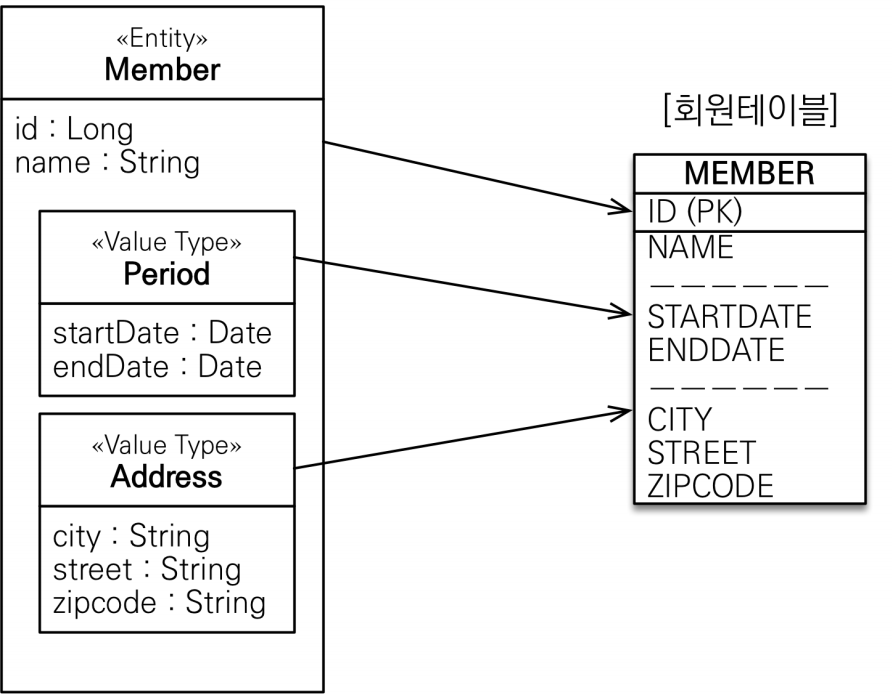 «Entity»
Member
id : Long
name : String
«Value Type»
Period
startDate : Date
endDate : Date
«Value Type»
Address
city : String
street : String
zipcode : String
[회원테이블]
MEMBER
ID (PK)
NAME
STARTDATE
ENDDATE
CITY
STREET
ZIPCODE